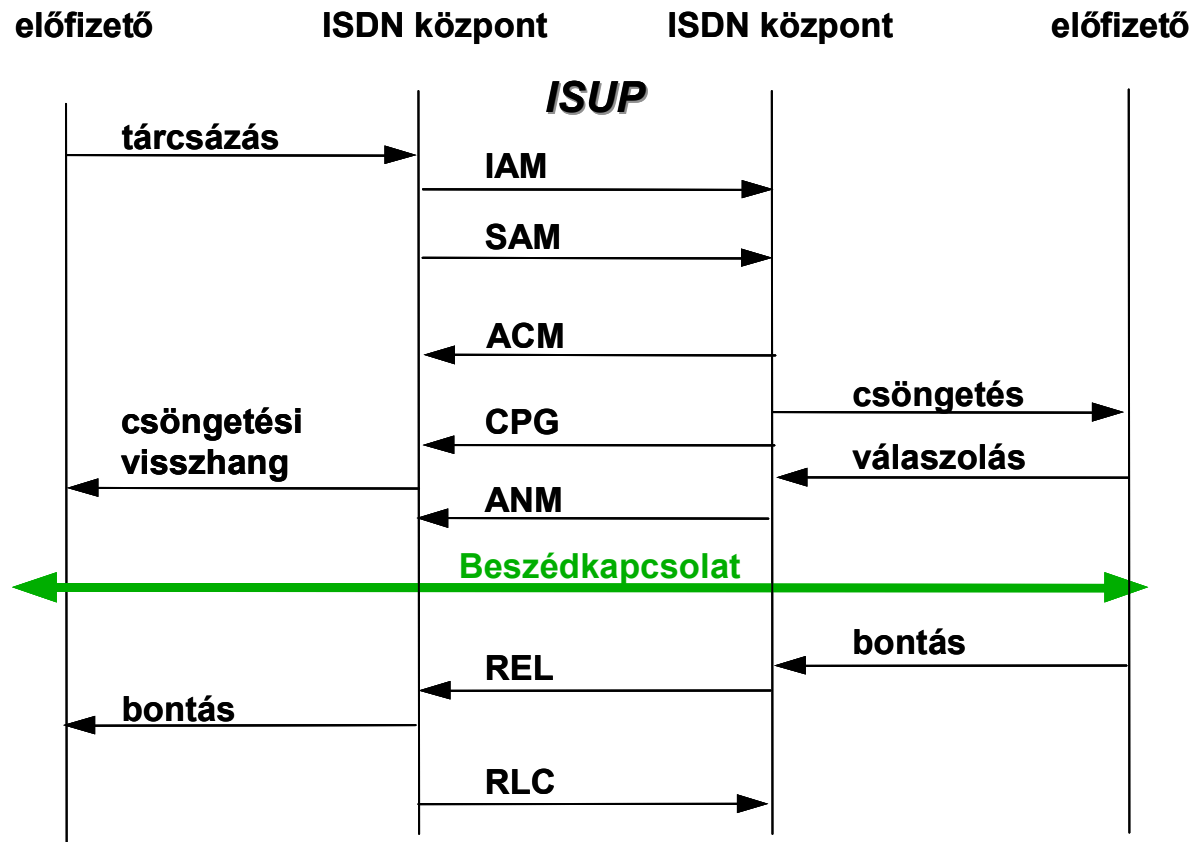 előfizető ISDN központ ISDN központ előfizető
ISUP
tárcsázás
IAM
SAM
ACM
csöngetés
csöngetési
visszhang
CPG
válaszolás
ANM
Beszédkapcsolat
bontás
REL
bontás
RLC